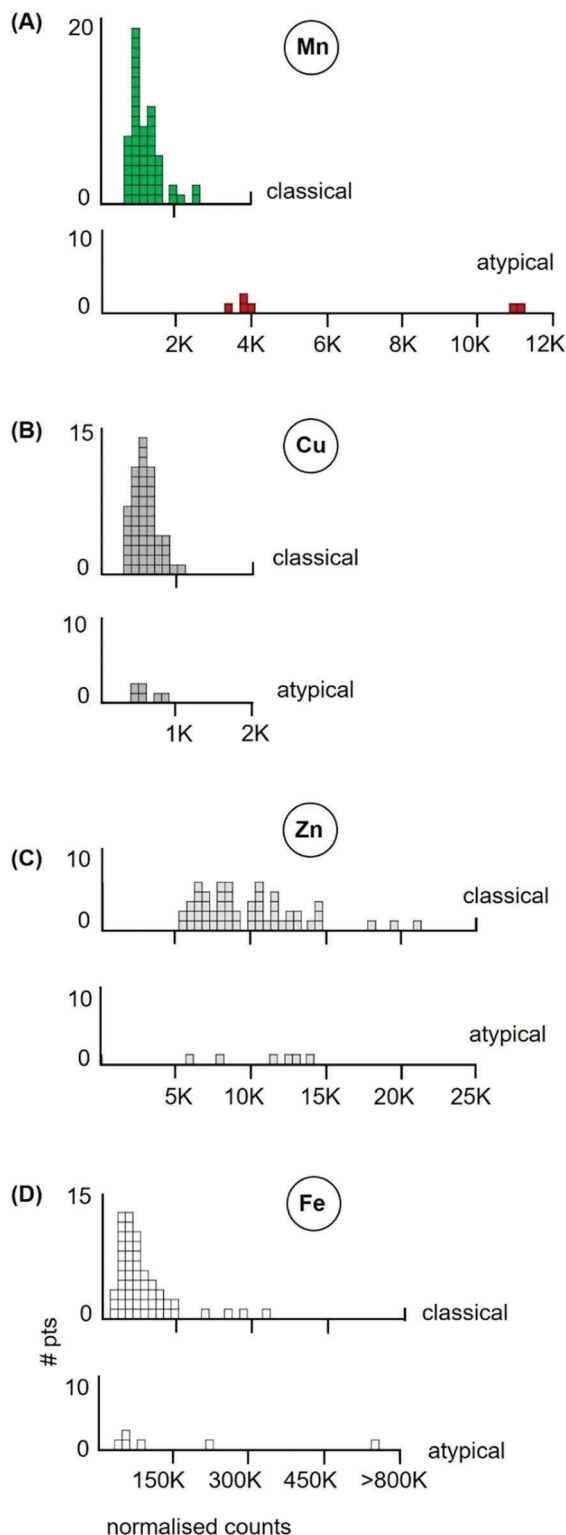 (A)
20
Mn
0
classical
10
atypical
0
2K 4K 6K 8K 10K 12K
(B)
15
Cu
0
classical
10
0
atypical
1K 2K
Zn
(C)
10
classical
0
10
atypical
0
5K 10K 15K 20K 25K
(D)
15
Fe
0
classical
# pts
10
0
atypical
150K 300K 450K >800K
normalised counts